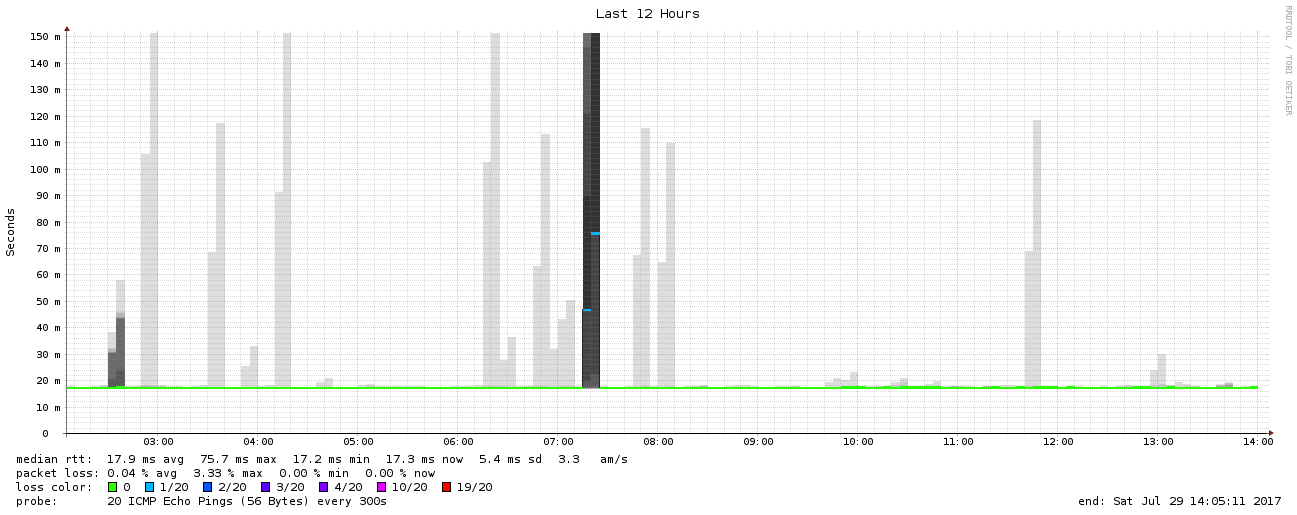 Last 12 Hours
RRDTOOL / TOBI OETIKER
Seconds
150 m
140 m
130 m
120 m
110 m
100 m
90 m
80 m
70 m
60 m
50 m
40 m
30 m
20 m
10 m
0
03:00 04:00 05:00 06:00 07:00 08:00 09:00 10:00 11:00 12:00 13:00 14:00
median rtt: 17.9 ms avg 75.7 ms max 17.2 ms min 17.3 ms now 5.4 ms sd 3.3 am/s
packet loss: 0.04 % avg 3.33 % max 0.00 % min 0.00 % now
loss color: 0 1/20 2/20 3/20 4/20 10/20 19/20
probe: 20 ICMP Echo Pings (56 Bytes) every 300s end: Sat Jul 29 14:05:11 2017